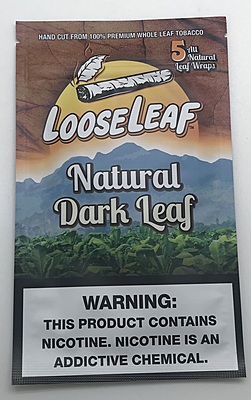 HAND CUT FROM 100% PREMIUM WHOLE LEAF TOBACCO
5 All
Natural
Leaf Wraps
LOOSELEAF™
Natural
Dark Leaf
WARNING:
THIS PRODUCT CONTAINS
NICOTINE. NICOTINE IS AN
ADDICTIVE CHEMICAL.